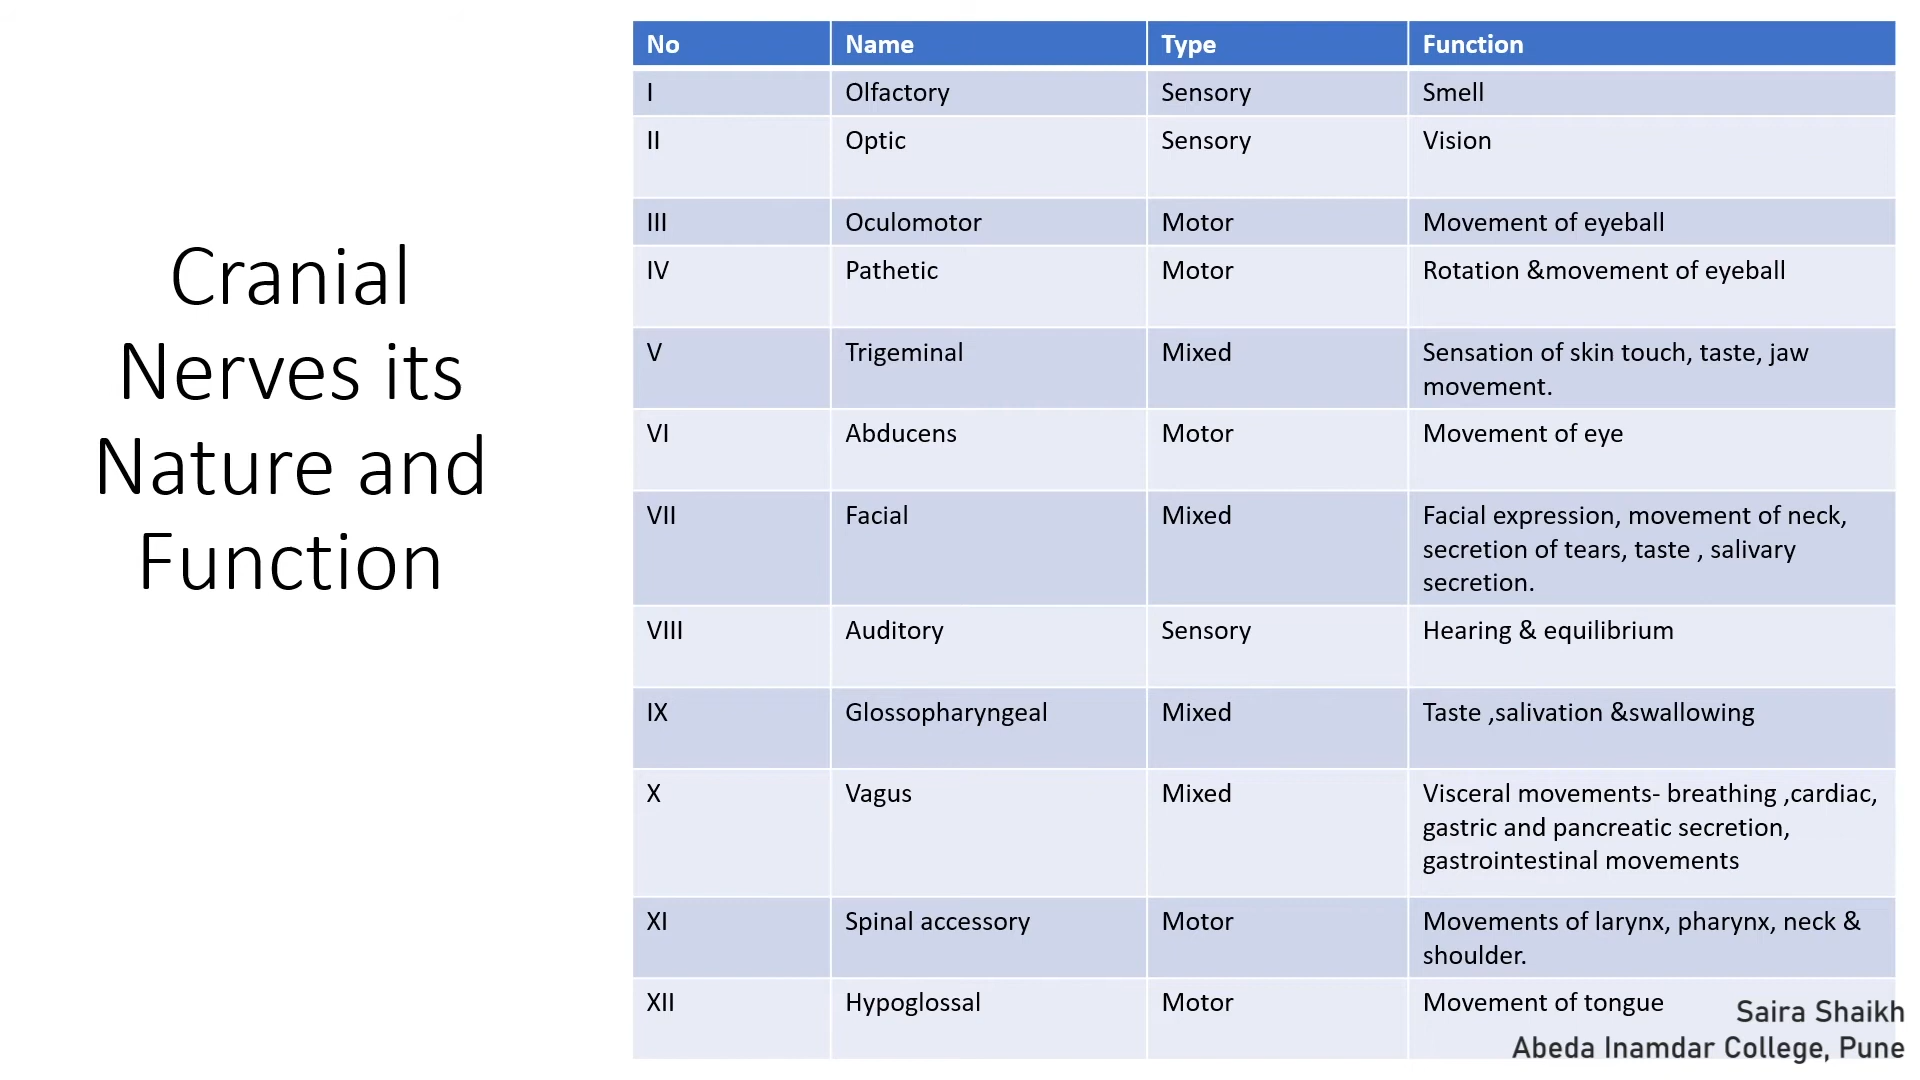 Cranial
Nerves its
Nature and
Function
No Name Type Function
I Olfactory Sensory Smell
II Optic Sensory Vision
III Oculomotor Motor Movement of eyeball
IV Pathetic Motor Rotation &movement of eyeball
V Trigeminal Mixed Sensation of skin touch, taste, jaw
movement.
VI Abducens Motor Movement of eye
VII Facial Mixed Facial expression, movement of neck,
secretion of tears, taste , salivary
secretion.
VIII Auditory Sensory Hearing & equilibrium
IX Glossopharyngeal Mixed Taste ,salivation &swallowing
X Vagus Mixed Visceral movements- breathing ,cardiac,
gastric and pancreatic secretion,
gastrointestinal movements
XI Spinal accessory Motor Movements of larynx, pharynx, neck &
shoulder.
XII Hypoglossal Motor Movement of tongue
Saira Shaikh
Abeda Inamdar College, Pune